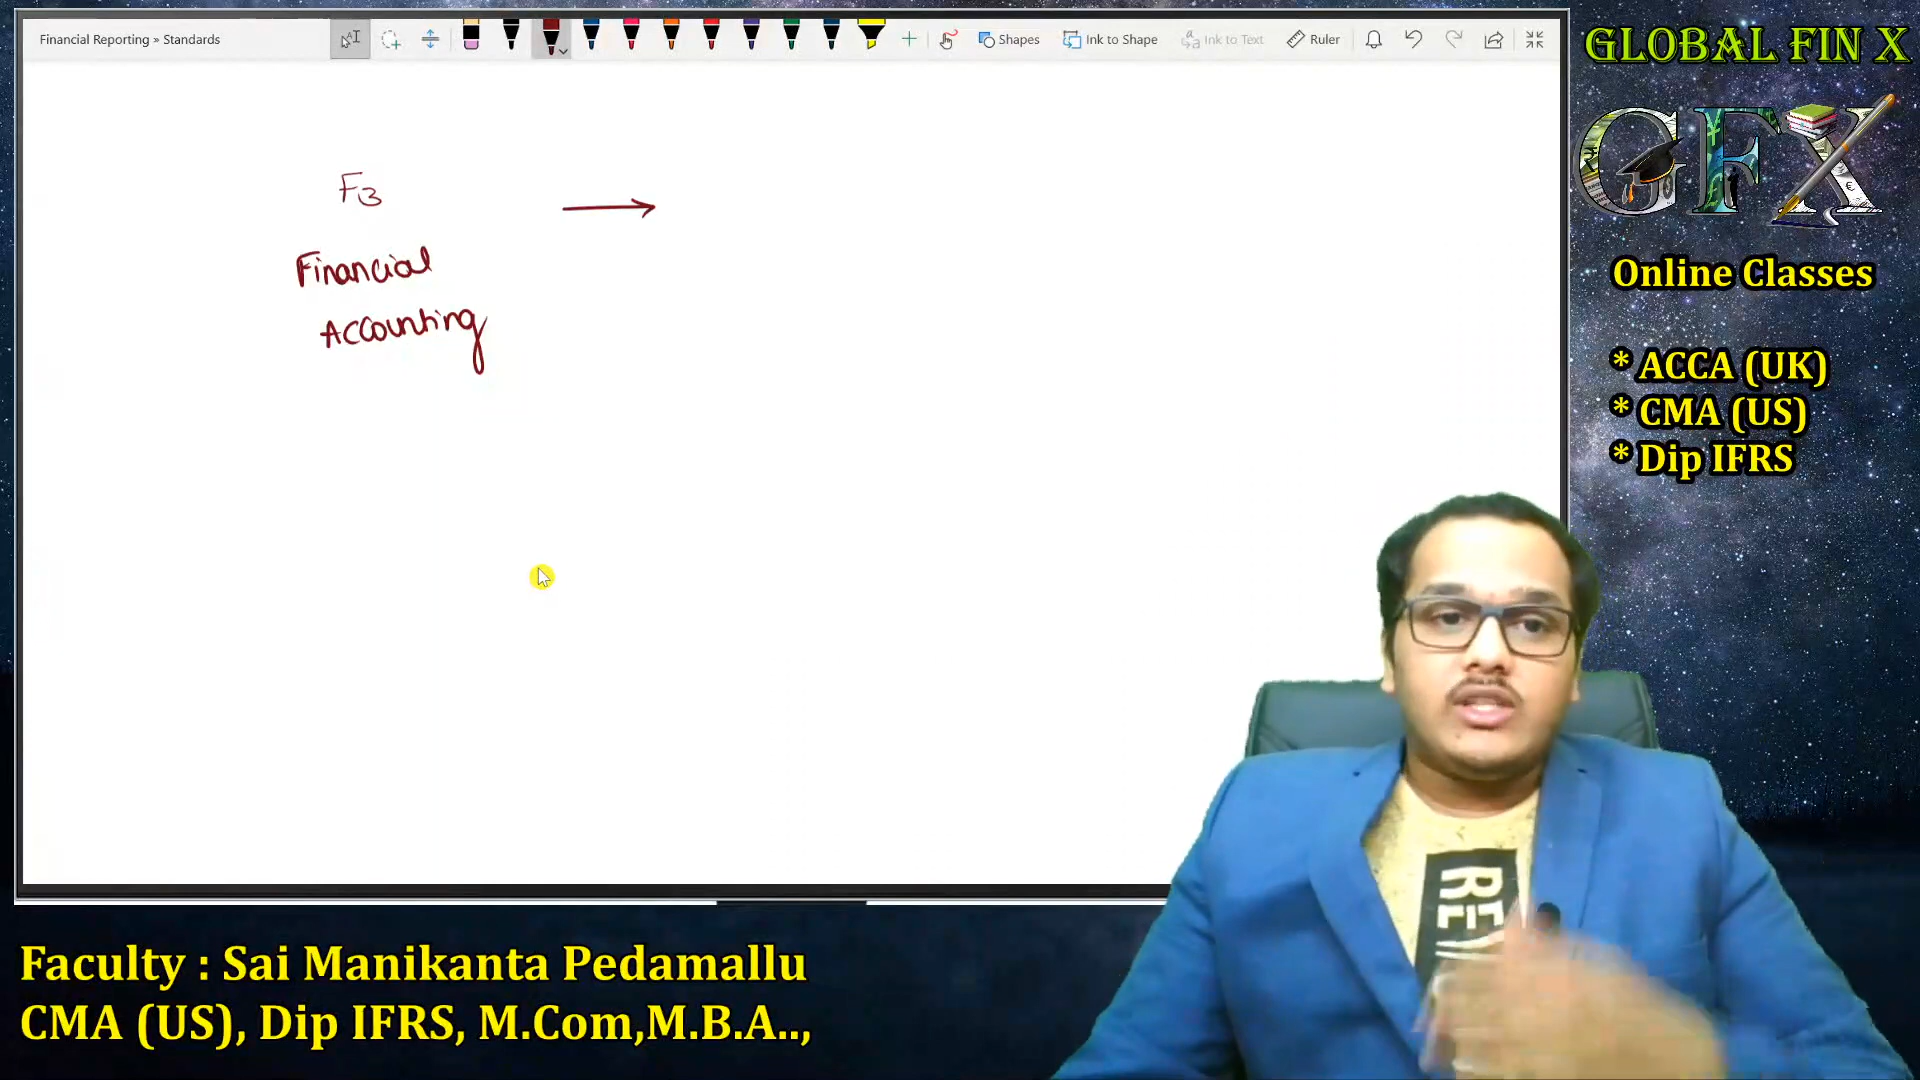 Financial Reporting » Standards
Shapes
Ink to Shape
Ink to Text
Ruler
GLOBAL FIN X
GFX
F3
Financial
Accounting
Online Classes
* ACCA (UK)
* CMA (US)
* Dip IFRS
Faculty : Sai Manikanta Pedamallu
CMA (US), Dip IFRS, M.Com,M.B.A..,